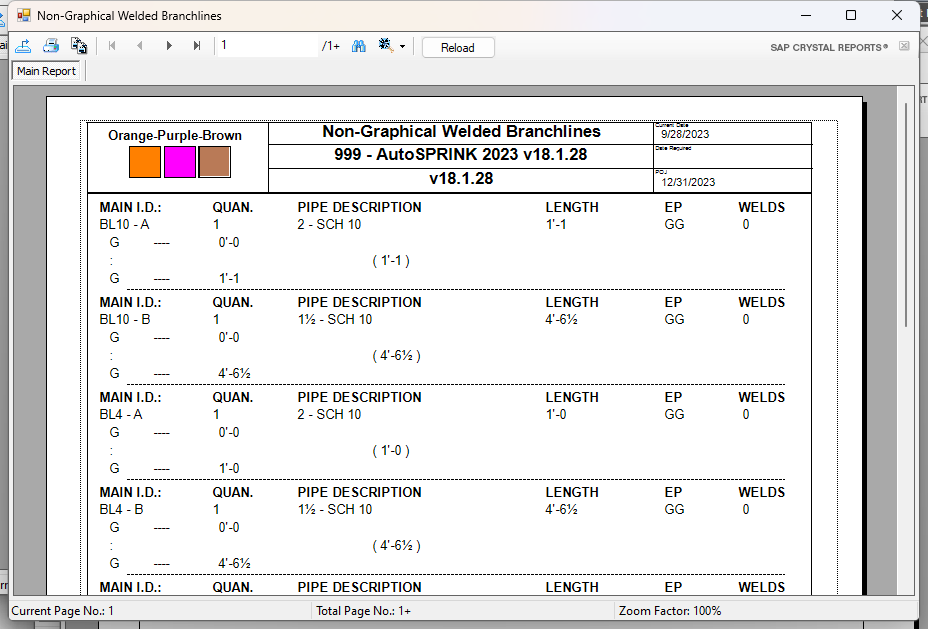 Non-Graphical Welded Branchlines
1 /1+ Reload SAP CRYSTAL REPORTS®
Main Report
Orange-Purple-Brown
Non-Graphical Welded Branchlines
999 - AutoSPRINK 2023 v18.1.28
v18.1.28
Current Date
9/28/2023
Date Required
12/31/2023
MAIN I.D.: QUAN. PIPE DESCRIPTION LENGTH EP WELDS
BL10 - A 1 2 - SCH 10 1'-1 GG 0
G ---- 0'-0
: ( 1'-1 )
G ---- 1'-1
MAIN I.D.: QUAN. PIPE DESCRIPTION LENGTH EP WELDS
BL10 - B 1 1½ - SCH 10 4'-6½ GG 0
G ---- 0'-0
: ( 4'-6½ )
G ---- 4'-6½
MAIN I.D.: QUAN. PIPE DESCRIPTION LENGTH EP WELDS
BL4 - A 1 2 - SCH 10 1'-0 GG 0
G ---- 0'-0
: ( 1'-0 )
G ---- 1'-0
MAIN I.D.: QUAN. PIPE DESCRIPTION LENGTH EP WELDS
BL4 - B 1 1½ - SCH 10 4'-6½ GG 0
G ---- 0'-0
: ( 4'-6½ )
G ---- 4'-6½
MAIN I.D.: QUAN. PIPE DESCRIPTION LENGTH EP WELDS
Current Page No.: 1 Total Page No.: 1+ Zoom Factor: 100%